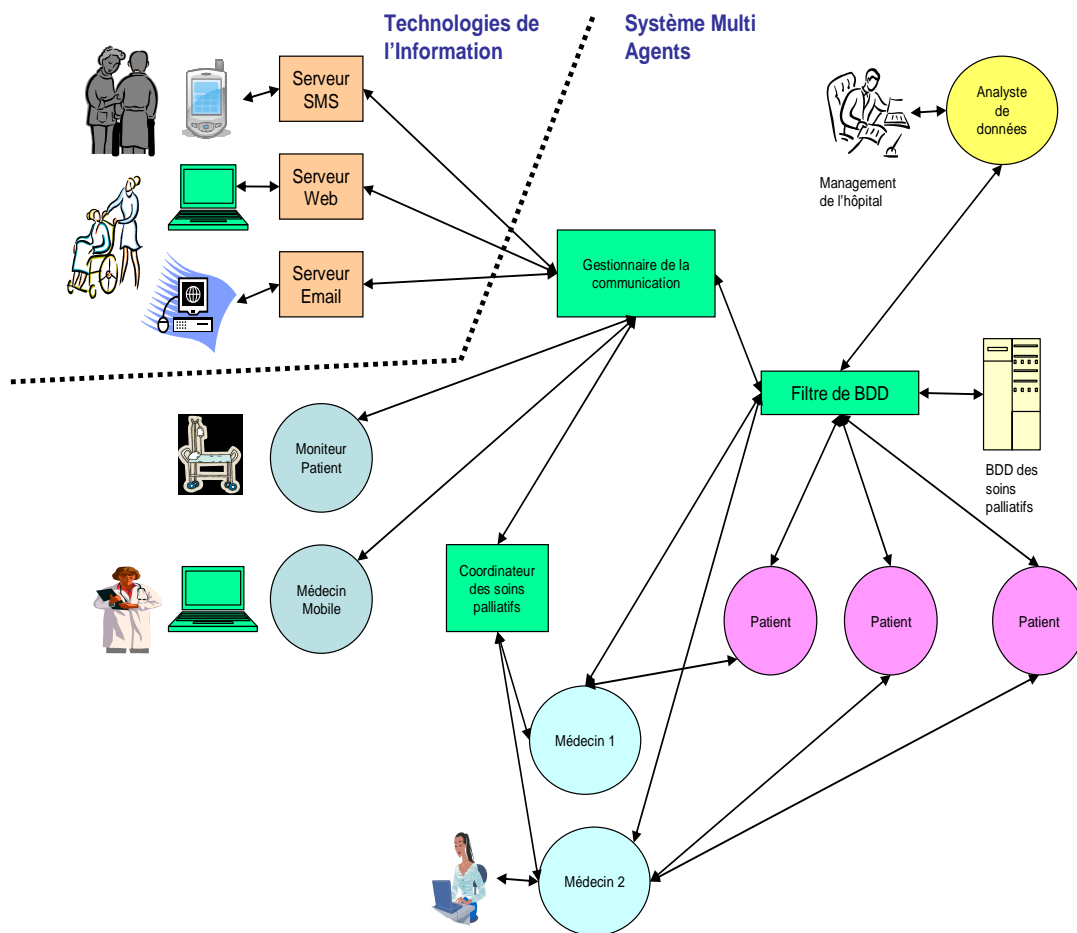 Technologies de
l'Information
Système Multi
Agents
Serveur
SMS
Serveur
Web
Serveur
Email
Analyste
de
données
Management
de l'hôpital
Gestionnaire de la
communication
Filtre de BDD
BDD des
soins
palliatifs
Moniteur
Patient
Médecin
Mobile
Coordinateur
des soins
palliatifs
Patient
Patient
Patient
Médecin 1
Médecin 2